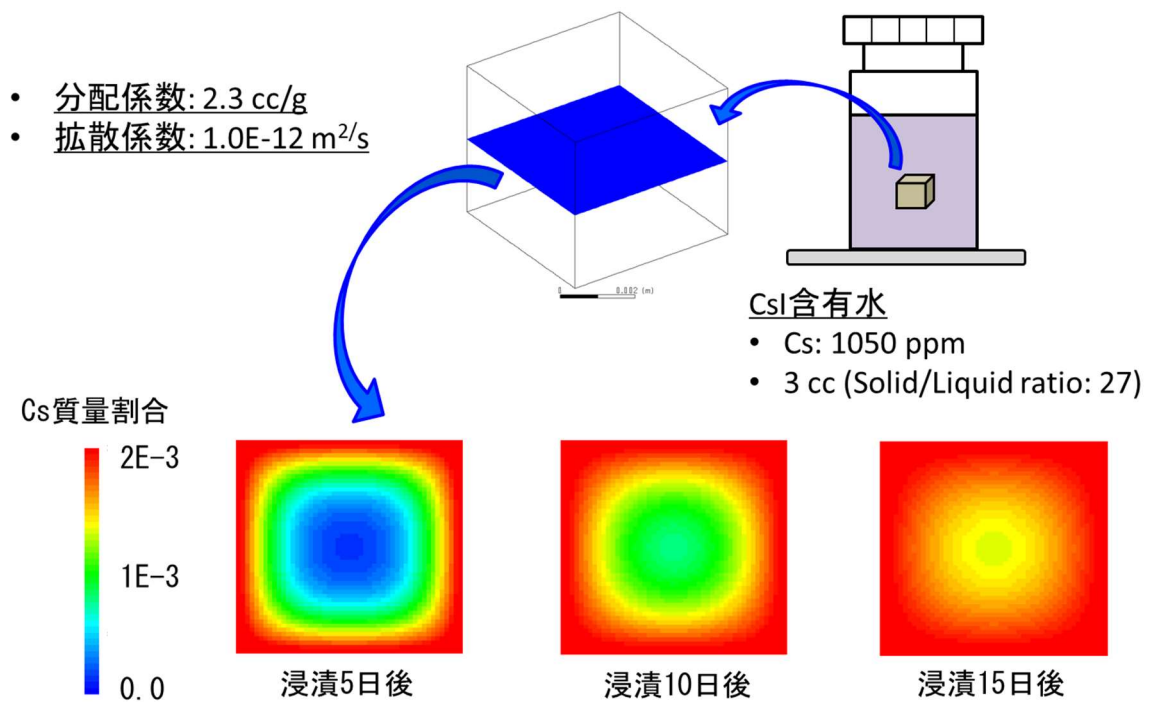 • 分配係数: 2.3 cc/g
• 拡散係数: 1.0E-12 m²/s
0 0.002 (m)
CsI含有水
• Cs: 1050 ppm
• 3 cc (Solid/Liquid ratio: 27)
Cs質量割合
2E-3
1E-3
0.0
浸漬5日後
浸漬10日後
浸漬15日後